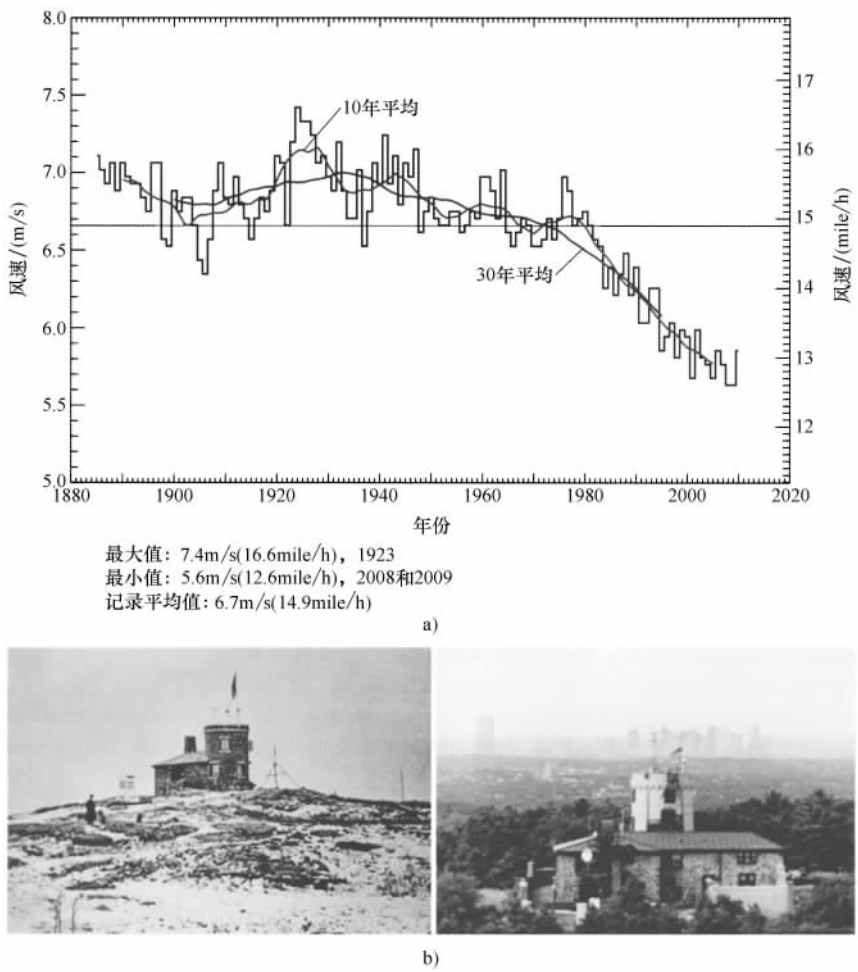 8.0
7.5
7.0
6.5
6.0
5.5
5.0
风速/(m/s)
17
16
15
14
13
12
风速/(mile/h)
10年平均
30年平均
1880
1900
1920
1940
1960
1980
2000
2020
年份
最大值：7.4m/s(16.6mile/h)，1923
最小值：5.6m/s(12.6mile/h)，2008和2009
记录平均值：6.7m/s(14.9mile/h)
a)
b)